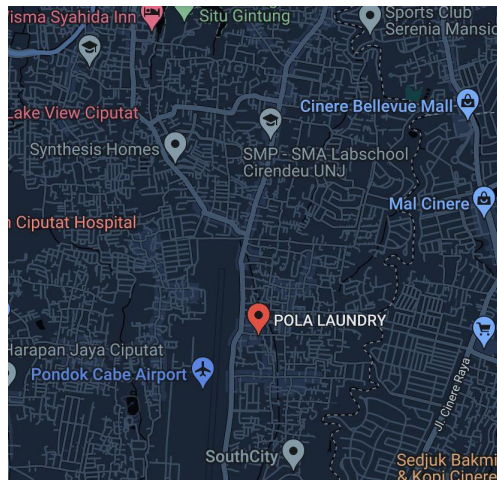 isma Syahida Inn
Situ Gintung
Sports Club
Serenia Mansio
Lake View Ciputat
Cinere Bellevue Mall
Synthesis Homes
SMP - SMA Labschool
Cirendeu UNJ
Mal Cinere
Ciputat Hospital
POLA LAUNDRY
Harapan Jaya Ciputat
Pondok Cabe Airport
Jl. Cinere Raya
SouthCity
Sedjuk Bakmi
& Kopi Cinere